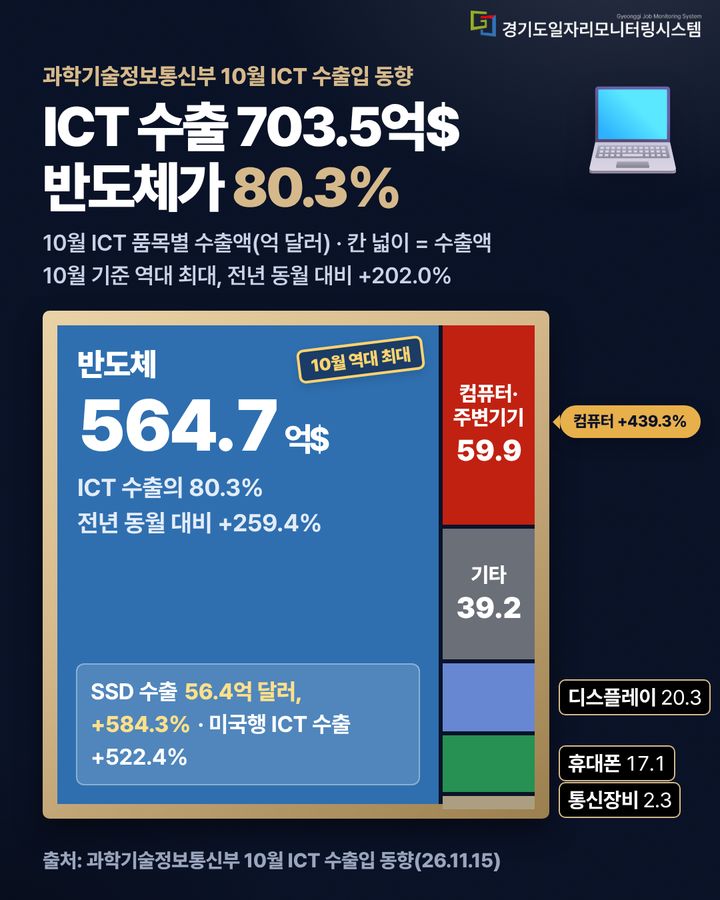 Gyeonggi Job Monitoring System
경기도일자리모니터링시스템
과학기술정보통신부 10월 ICT 수출입 동향
ICT 수출 703.5억$
반도체가 80.3%
10월 ICT 품목별 수출액(억 달러) · 칸 넓이 = 수출액
10월 기준 역대 최대, 전년 동월 대비 +202.0%
반도체
10월 역대 최대
564.7 억$
ICT 수출의 80.3%
전년 동월 대비 +259.4%
SSD 수출 56.4억 달러,
+584.3% · 미국행 ICT 수출
+522.4%
컴퓨터·
주변기기
59.9
컴퓨터 +439.3%
기타
39.2
디스플레이 20.3
휴대폰 17.1
통신장비 2.3
출처: 과학기술정보통신부 10월 ICT 수출입 동향(26.11.15)